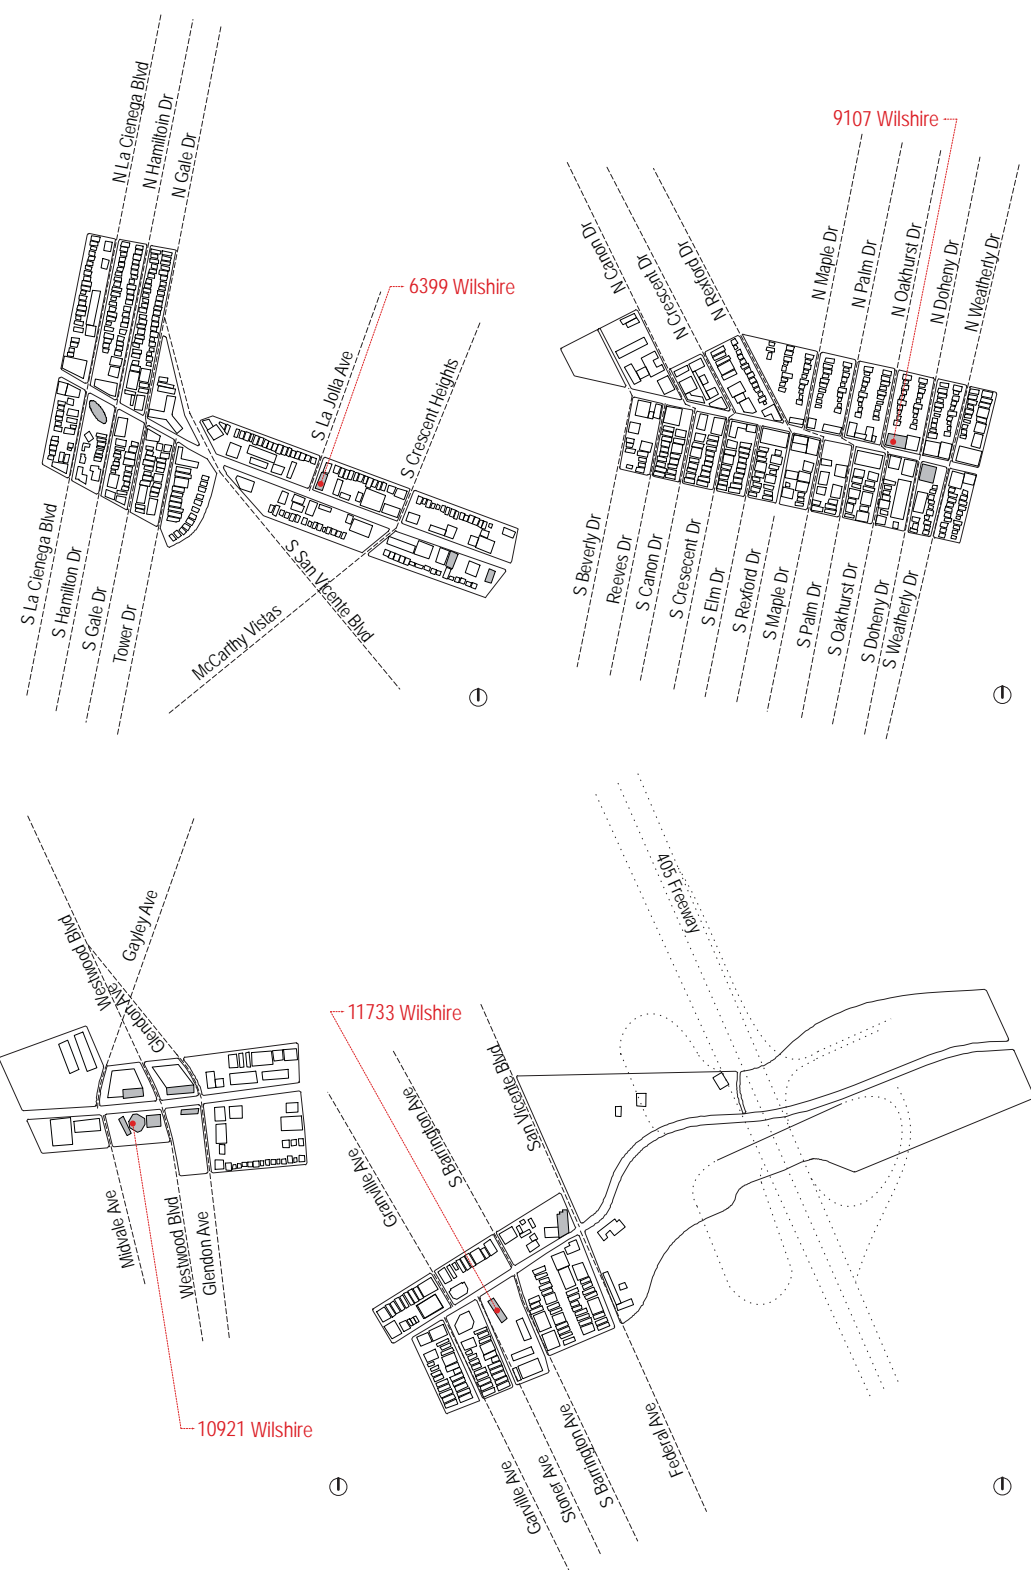 N La Cienega Blvd
N Hamiltoin Dr
N Gale Dr
6399 Wilshire
S La Jolla Ave
S Crescent Heights
S La Cienega Blvd
S Hamilton Dr
S Gale Dr
Tower Dr
McCarthy Vistas
S San Vicente Blvd
9107 Wilshire
N Canon Dr
N Crescent Dr
N Rexford Dr
N Maple Dr
N Palm Dr
N Oakhurst Dr
N Doheny Dr
N Weatherly Dr
S Beverly Dr
Reeves Dr
S Canon Dr
S Cresecent Dr
S Elm Dr
S Rexford Dr
S Maple Dr
S Palm Dr
S Oakhurst Dr
S Doheny Dr
S Weatherly Dr
Westwood Blvd
Gayley Ave
Glendon Ave
Midvale Ave
Westwood Blvd
Glendon Ave
10921 Wilshire
405 Freeway
11733 Wilshire
Granville Ave
S Barrington Ave
San Vicente Blvd
Garville Ave
Stoner Ave
S Barrington Ave
Federal Ave